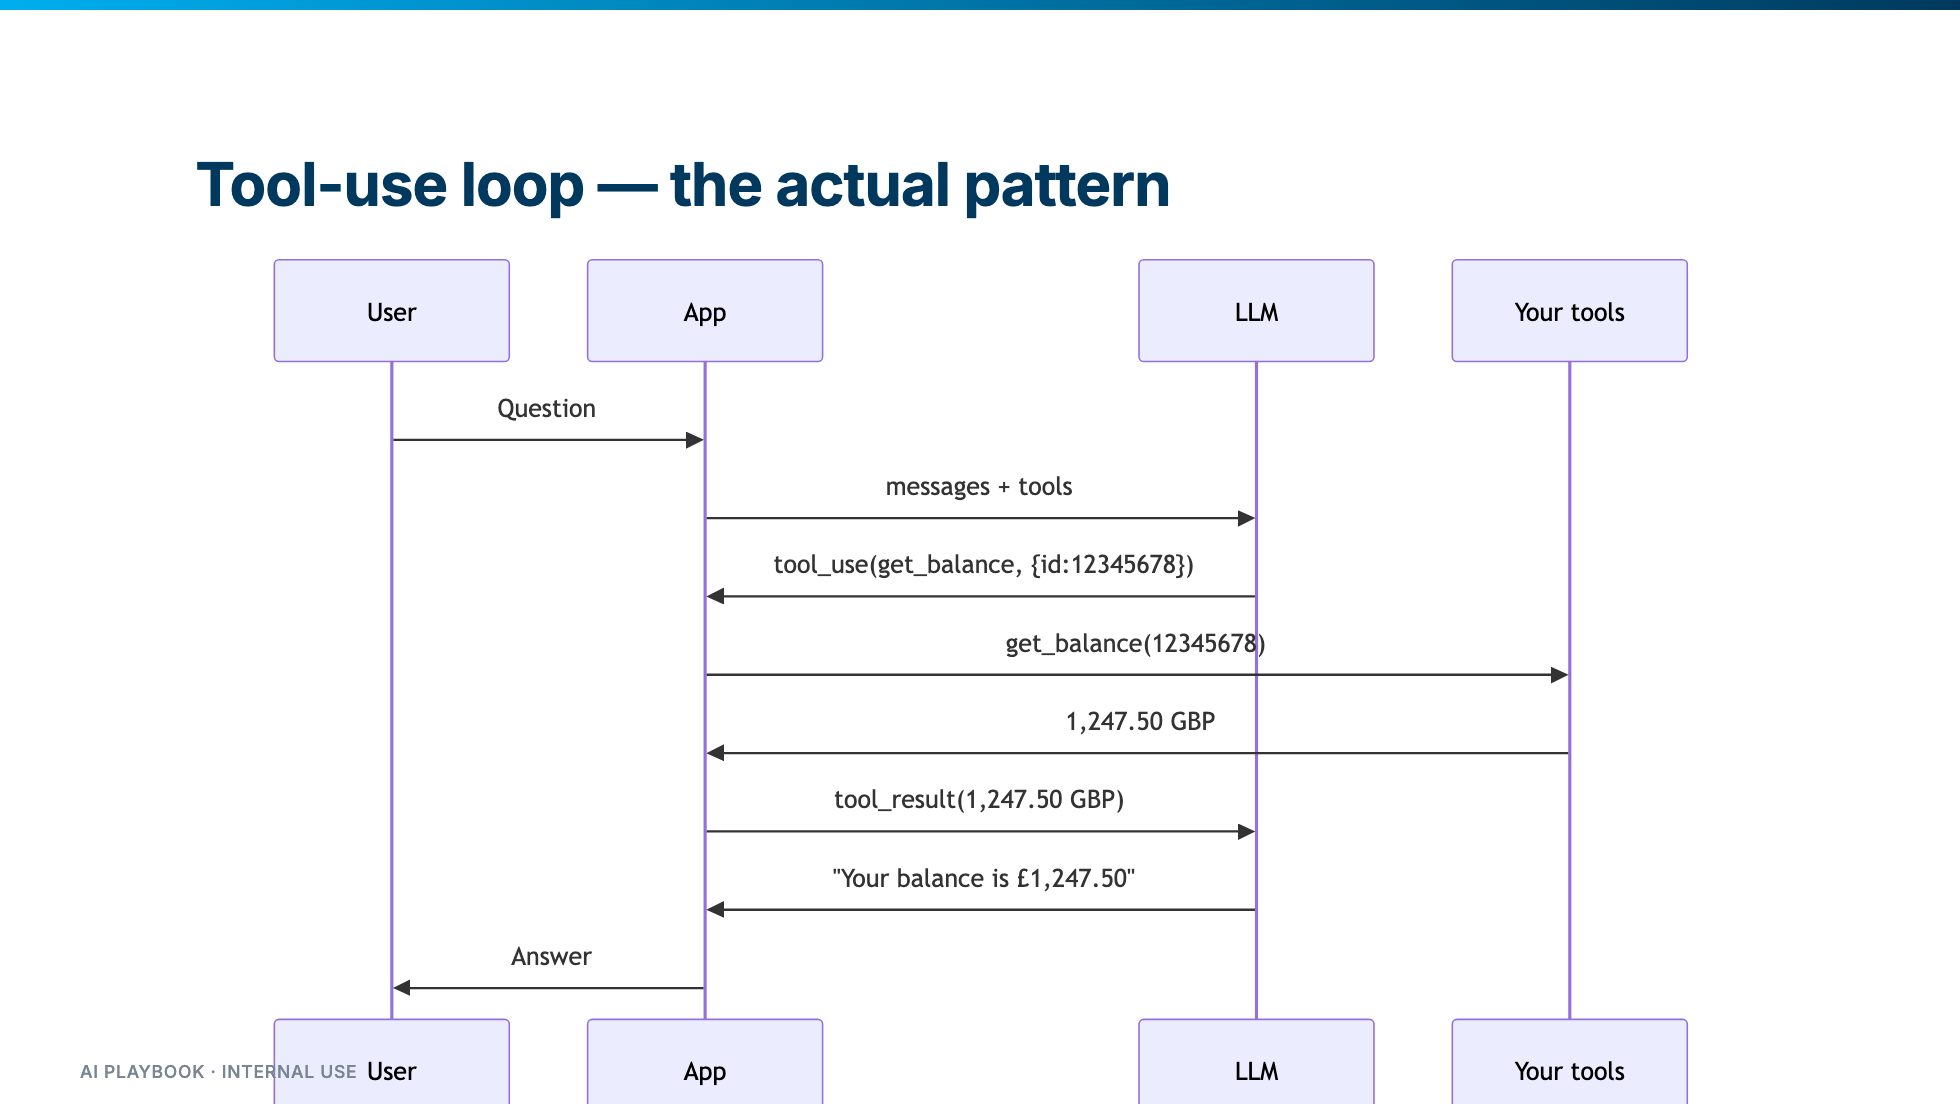 Tool-use loop — the actual pattern
User
App
LLM
Your tools
Question
messages + tools
tool_use(get_balance, {id:12345678})
get_balance(12345678)
1,247.50 GBP
tool_result(1,247.50 GBP)
"Your balance is £1,247.50"
Answer
AI PLAYBOOK · INTERNAL USE
User
App
LLM
Your tools